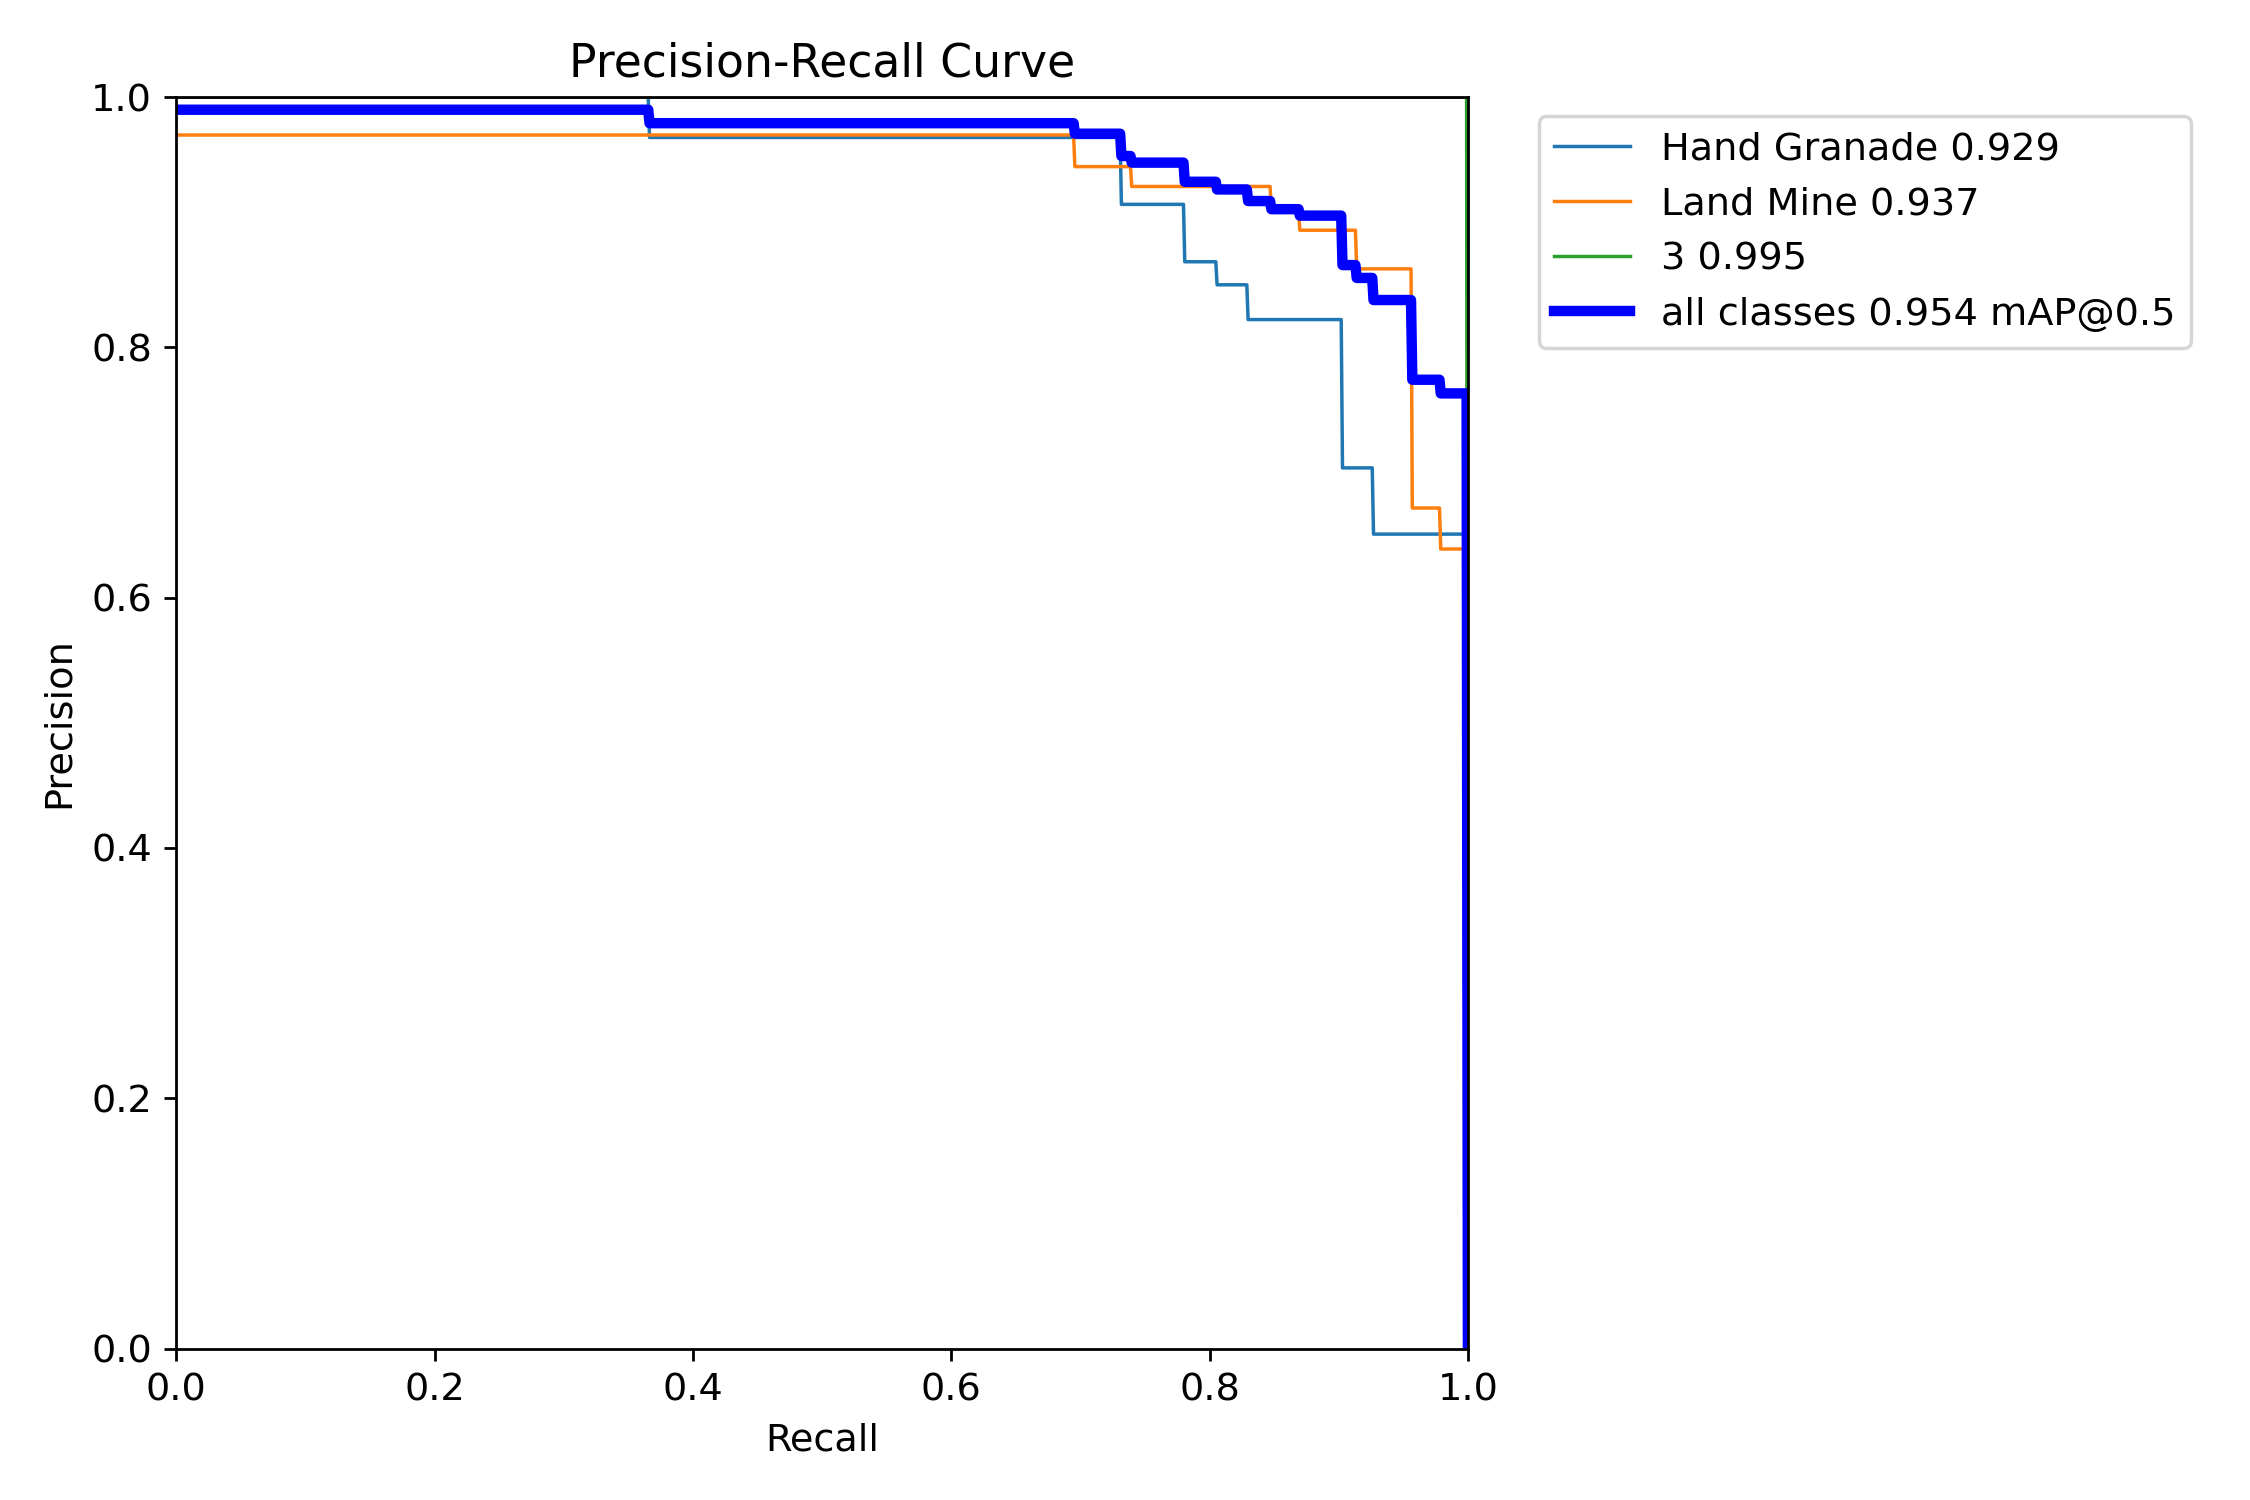 Precision-Recall Curve
1.0
0.8
0.6
0.4
0.2
0.0
Precision
0.0 0.2 0.4 0.6 0.8 1.0
Recall
Hand Granade 0.929
Land Mine 0.937
3 0.995
all classes 0.954 mAP@0.5